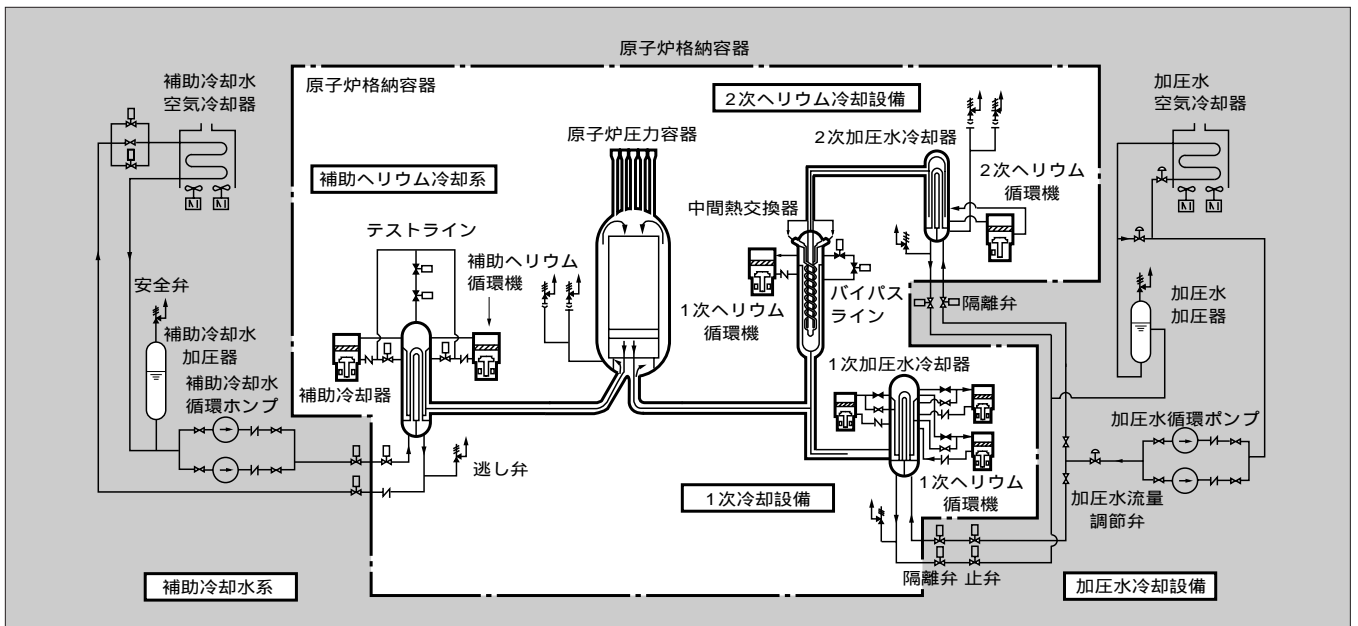 原子炉格納容器
原子炉格納容器
補助冷却水
空気冷却器
2次ヘリウム冷却設備
加圧水
空気冷却器
原子炉圧力容器
2次加圧水冷却器
補助ヘリウム冷却系
2次ヘリウム
循環機
中間熱交換器
テストライン
補助ヘリウム
循環機
安全弁
バイパス
ライン
1次ヘリウム
循環機
隔離弁
加圧水
加圧器
補助冷却水
加圧器
補助冷却器
1次加圧水冷却器
補助冷却水
循環ホンプ
加圧水循環ポンプ
逃し弁
1次冷却設備
1次ヘリウム
循環機
加圧水流量
調節弁
隔離弁 止弁
補助冷却水系
加圧水冷却設備